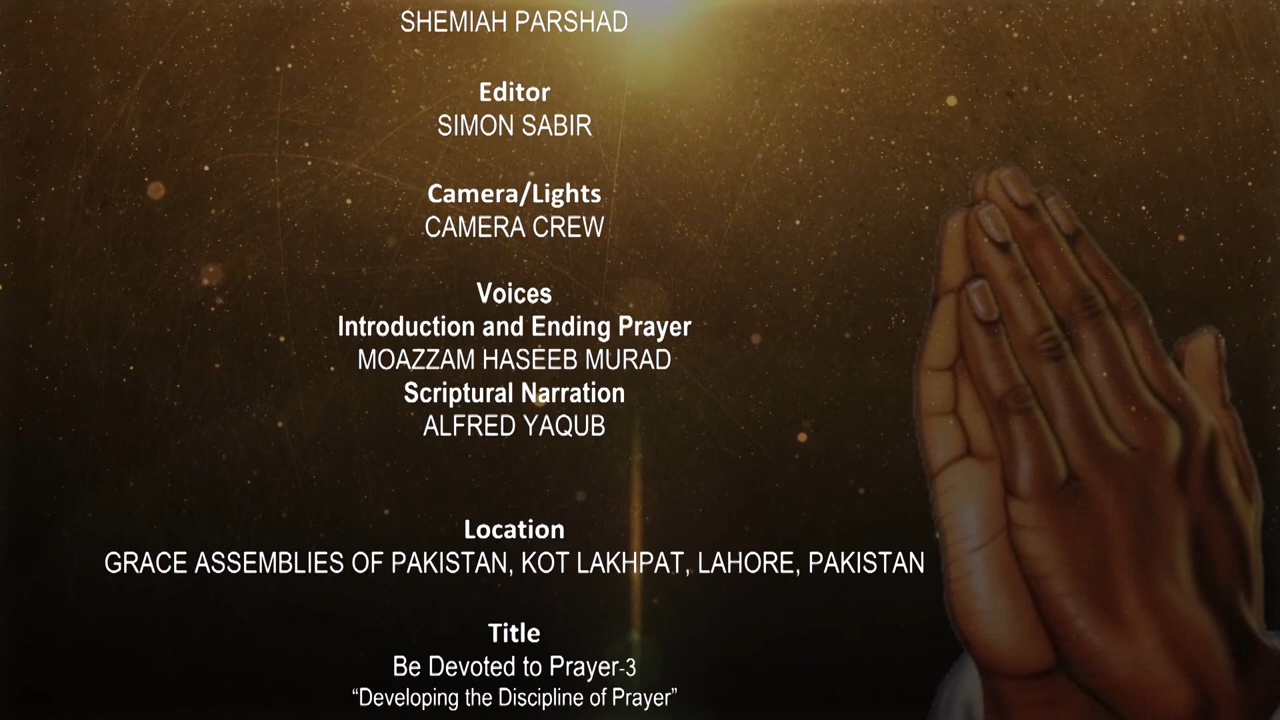 SHEMIAH PARSHAD
Editor
SIMON SABIR
Camera/Lights
CAMERA CREW
Voices
Introduction and Ending Prayer
MOAZZAM HASEEB MURAD
Scriptural Narration
ALFRED YAQUB
Location
GRACE ASSEMBLIES OF PAKISTAN, KOT LAKHPAT, LAHORE, PAKISTAN
Title
Be Devoted to Prayer-3
“Developing the Discipline of Prayer”